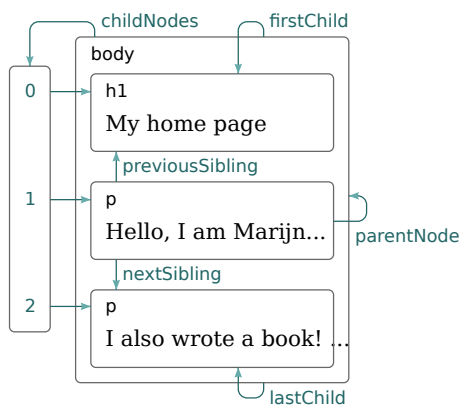 childNodes
firstChild
body
0
h1
My home page
previousSibling
1
p
Hello, I am Marijn...
parentNode
nextSibling
2
p
I also wrote a book! ...
lastChild